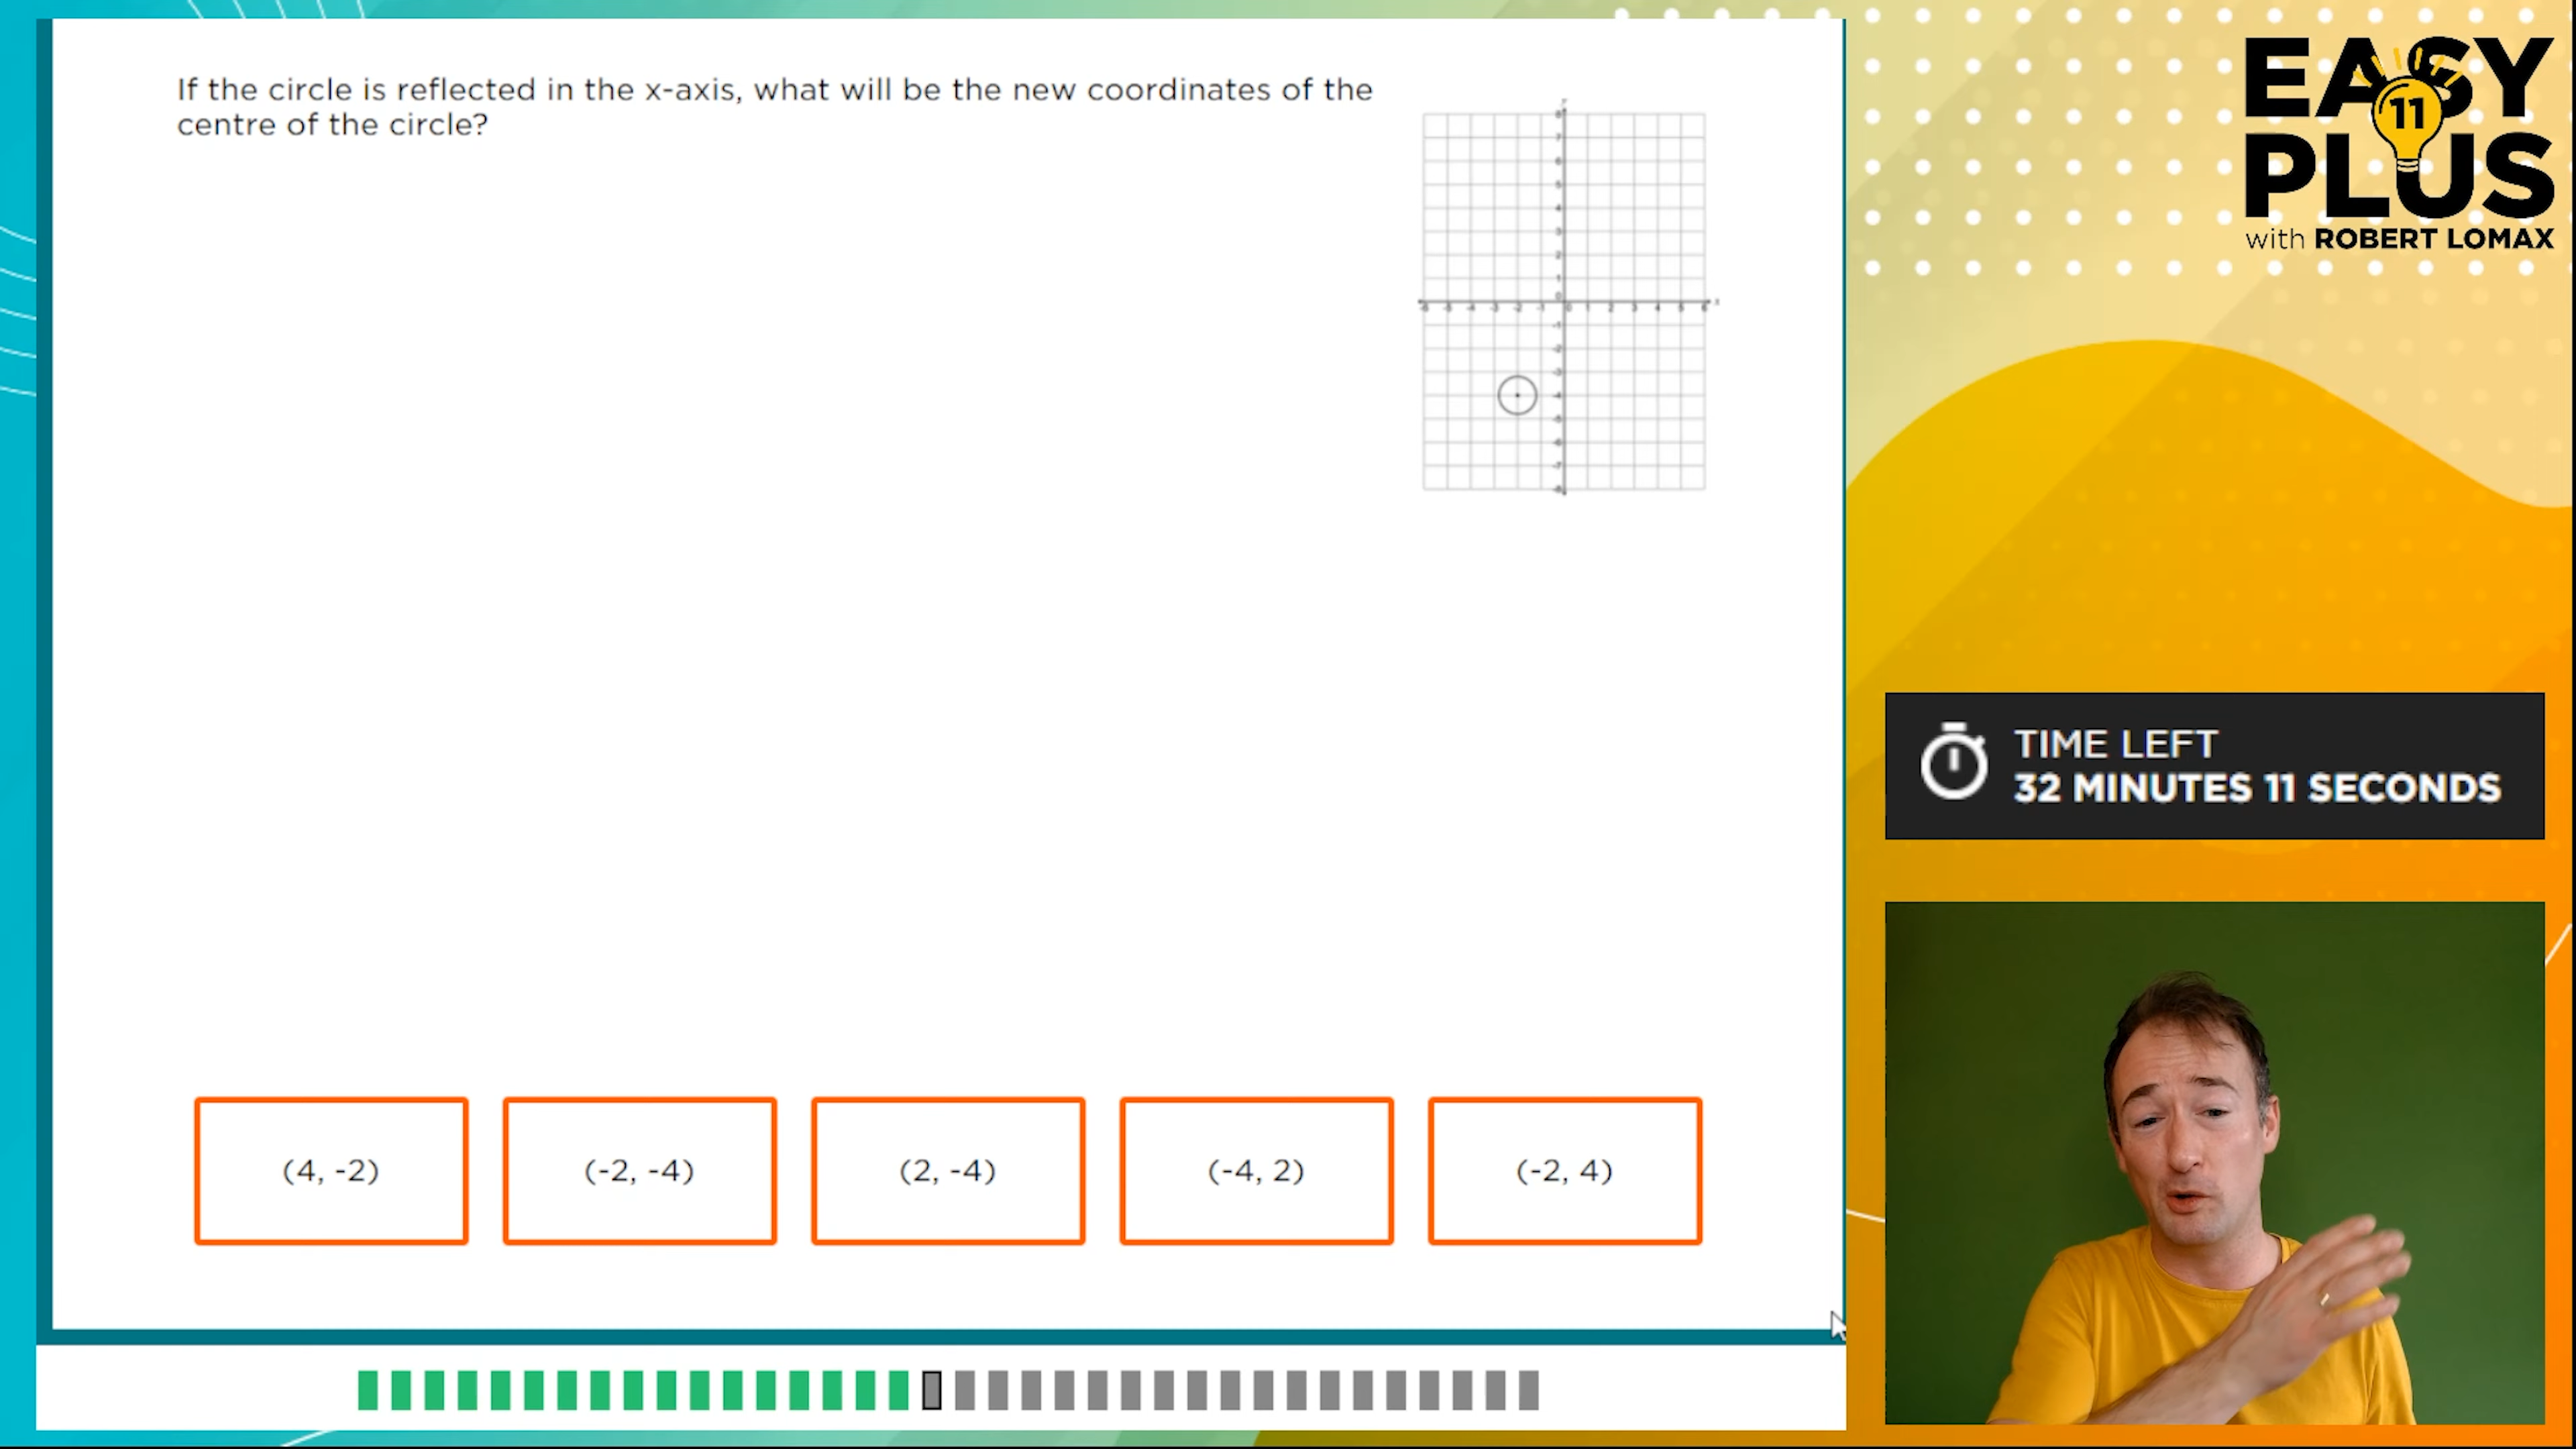 If the circle is reflected in the x-axis, what will be the new coordinates of the
centre of the circle?
EASY
11
PLUS
with ROBERT LOMAX
TIME LEFT
32 MINUTES 11 SECONDS
(4, -2)
(-2, -4)
(2, -4)
(-4, 2)
(-2, 4)